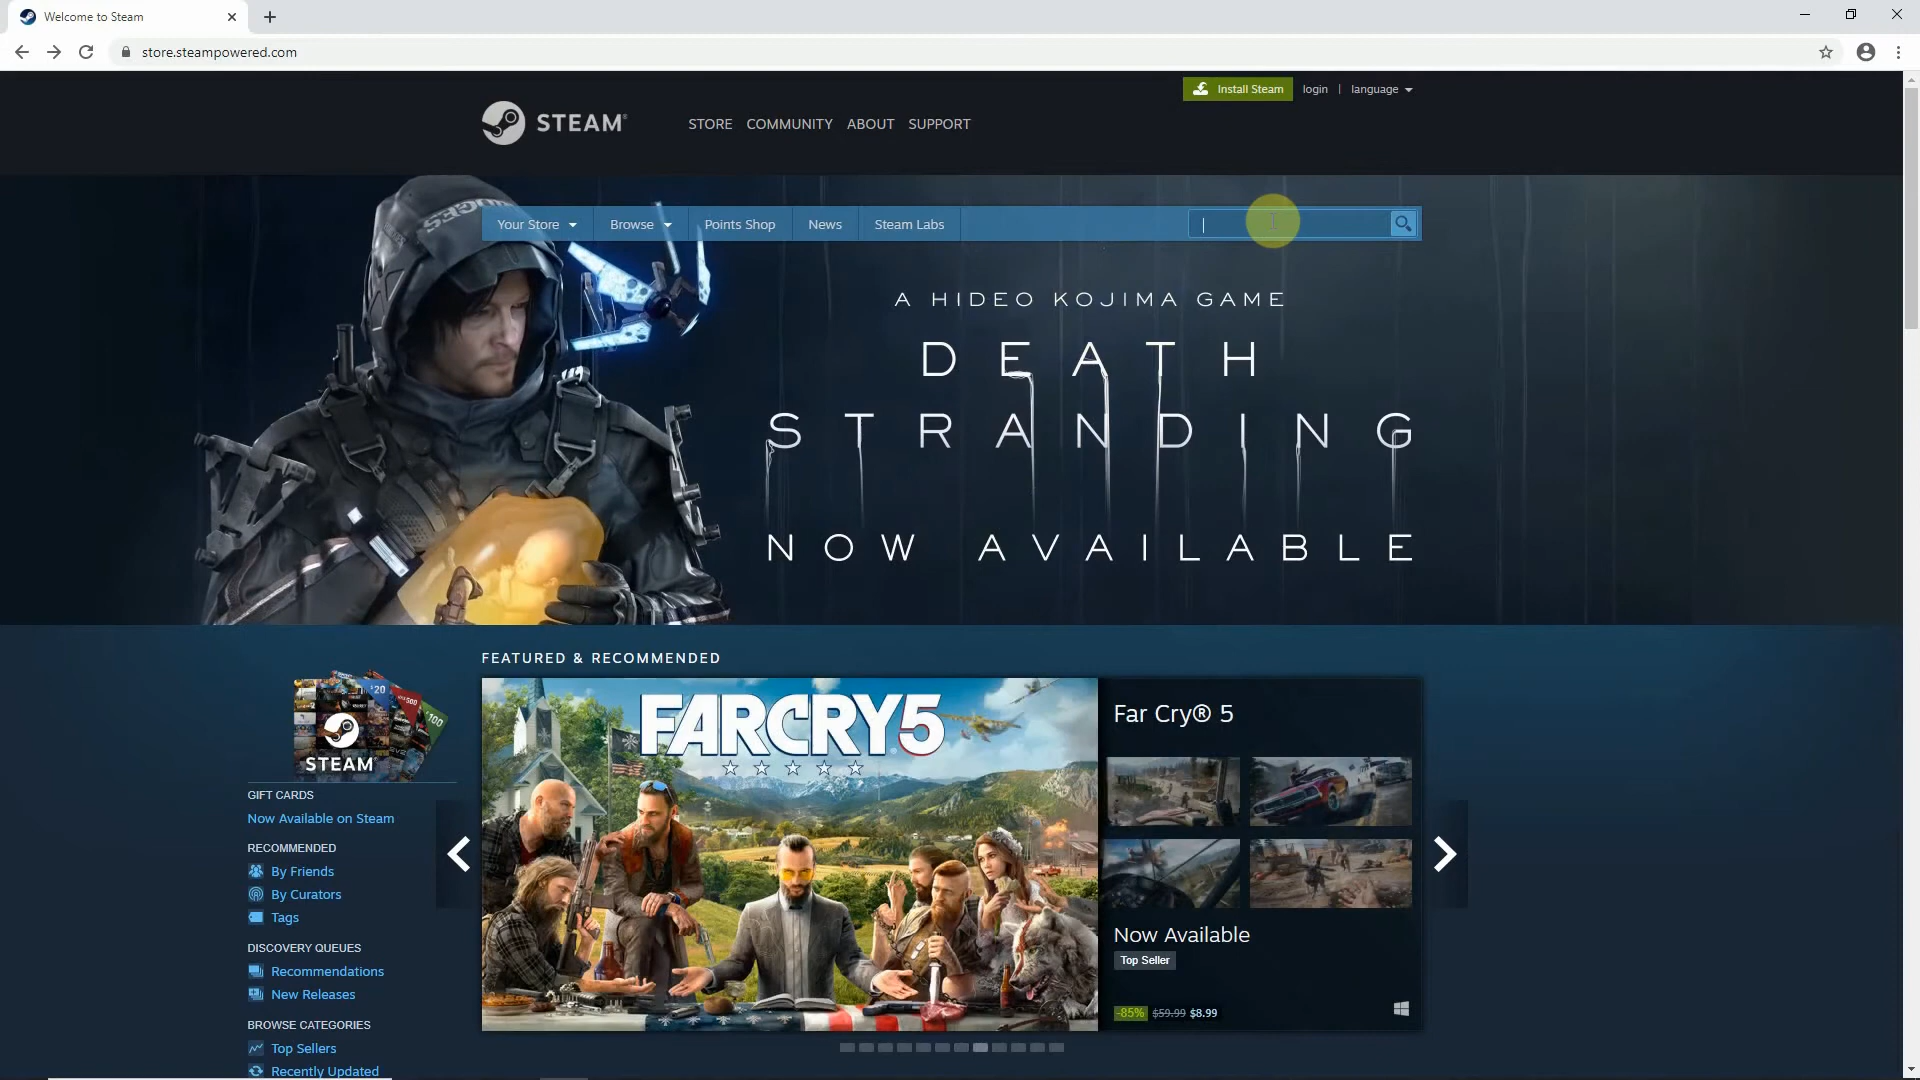 Welcome to Steam
store.steampowered.com
Install Steam login | language
STEAM®
STORE COMMUNITY ABOUT SUPPORT
Your Store Browse Points Shop News Steam Labs
BRIDGES
A HIDEO KOJIMA GAME
DEATH
STRANDING
NOW AVAILABLE
FEATURED & RECOMMENDED
$20
$100
STEAM®
GIFT CARDS
Now Available on Steam
RECOMMENDED
By Friends
By Curators
Tags
DISCOVERY QUEUES
Recommendations
New Releases
BROWSE CATEGORIES
Top Sellers
Recently Updated
FARCRY5
Far Cry® 5
Now Available
Top Seller
-85% $59.99 $8.99